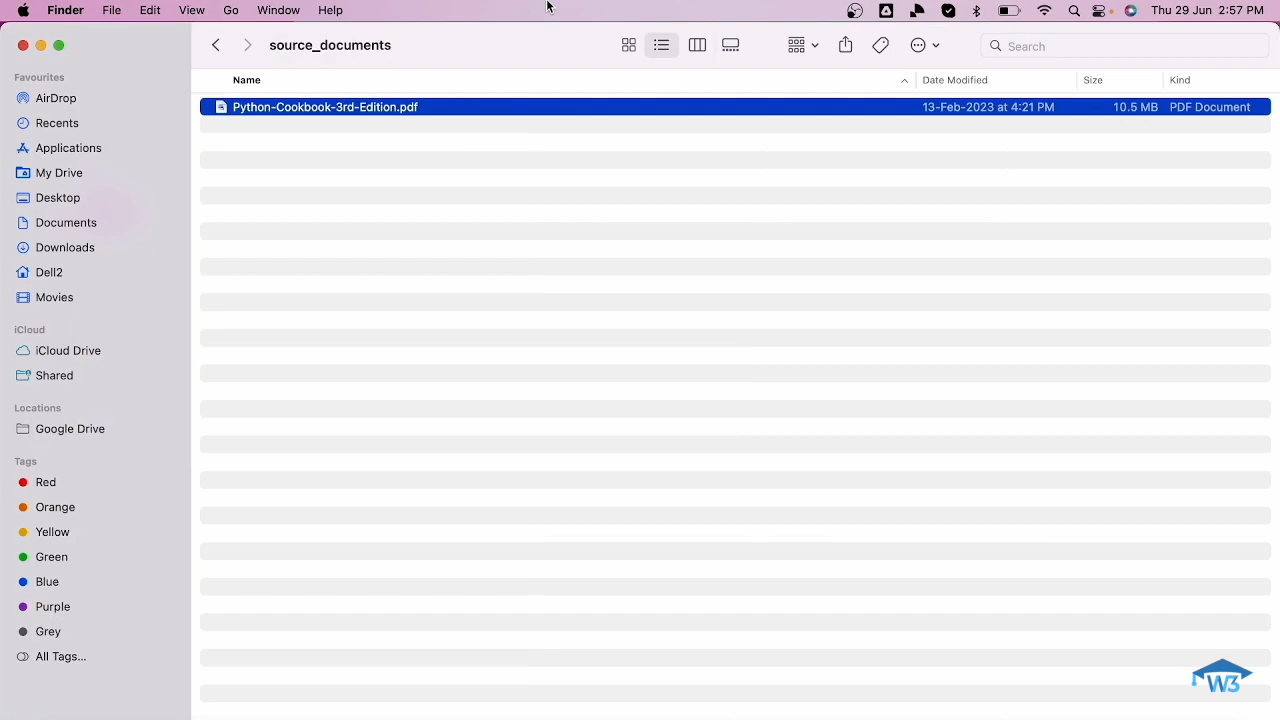 Finder File Edit View Go Window Help Thu 29 Jun 2:57 PM
source_documents
Search
Favourites
AirDrop
Recents
Applications
My Drive
Desktop
Documents
Downloads
Dell2
Movies
iCloud
iCloud Drive
Shared
Locations
Google Drive
Tags
Red
Orange
Yellow
Green
Blue
Purple
Grey
All Tags...
Name Date Modified Size Kind
Python-Cookbook-3rd-Edition.pdf 13-Feb-2023 at 4:21 PM 10.5 MB PDF Document
W3